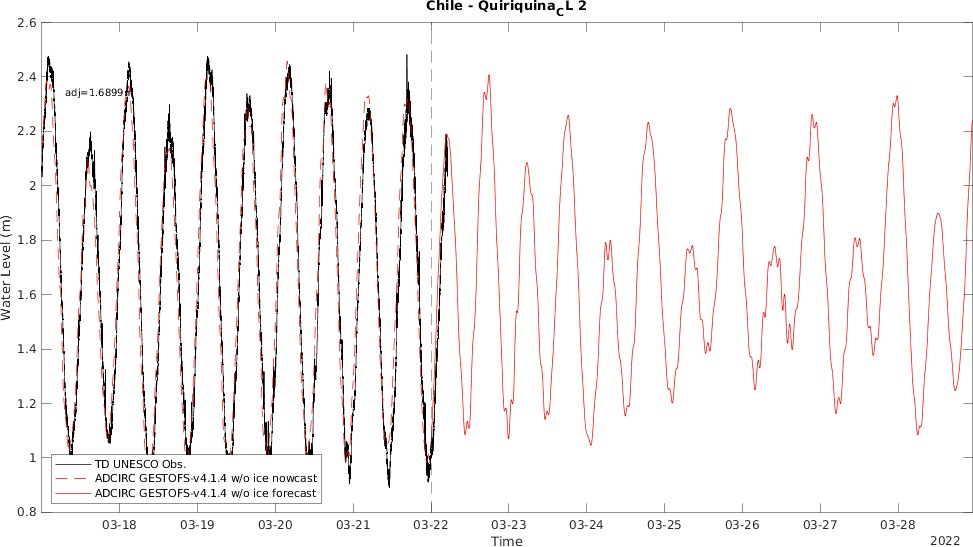 Chile - Quiriquina_CL 2
2.6
2.4
adj=1.6899
2.2
2
1.8
Water Level (m)
1.6
1.4
1.2
1
TD UNESCO Obs.
ADCIRC GESTOFS-v4.1.4 w/o ice nowcast
ADCIRC GESTOFS-v4.1.4 w/o ice forecast
0.8
03-18 03-19 03-20 03-21 03-22 03-23 03-24 03-25 03-26 03-27 03-28
Time
2022